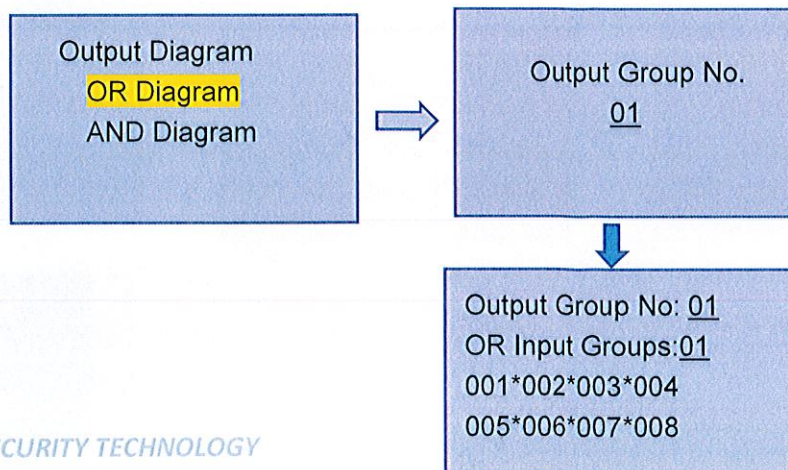 Output Diagram
OR Diagram
AND Diagram
Output Group No.
01
Output Group No: 01
OR Input Groups:01
001*002*003*004
005*006*007*008
TECHNOLOGY